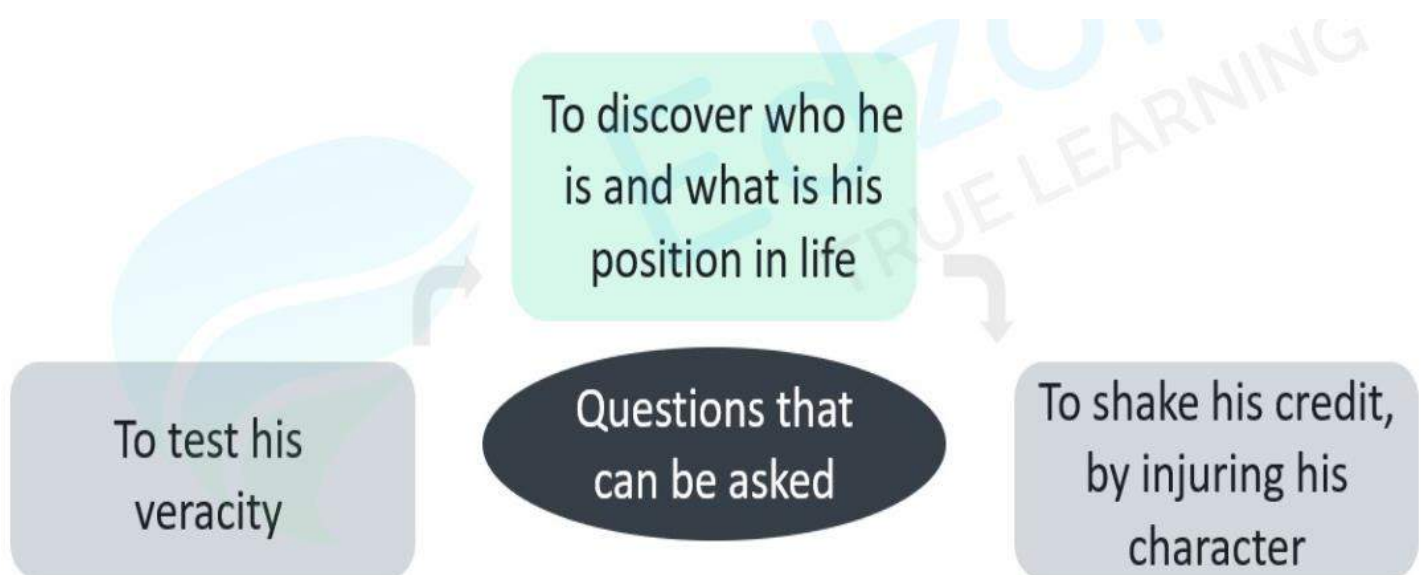 To discover who he
is and what is his
position in life
To test his
veracity
Questions that
can be asked
To shake his credit,
by injuring his
character
TRUE LEARNING